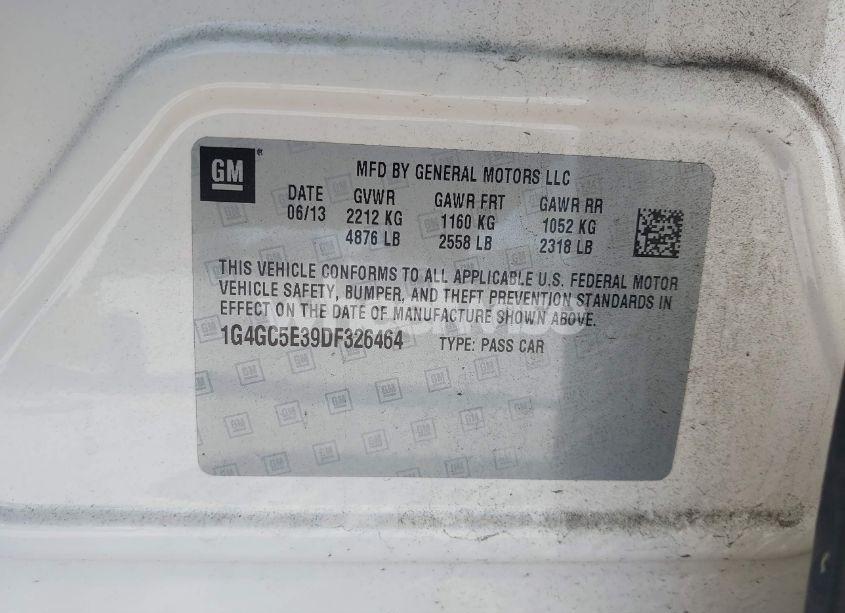 GM
MFD BY GENERAL MOTORS LLC
DATE GVWR GAWR FRT GAWR RR
06/13 2212 KG 1160 KG 1052 KG
4876 LB 2558 LB 2318 LB
THIS VEHICLE CONFORMS TO ALL APPLICABLE U.S. FEDERAL MOTOR
VEHICLE SAFETY, BUMPER, AND THEFT PREVENTION STANDARDS IN
EFFECT ON THE DATE OF MANUFACTURE SHOWN ABOVE.
1G4GC5E39DF326464 TYPE: PASS CAR